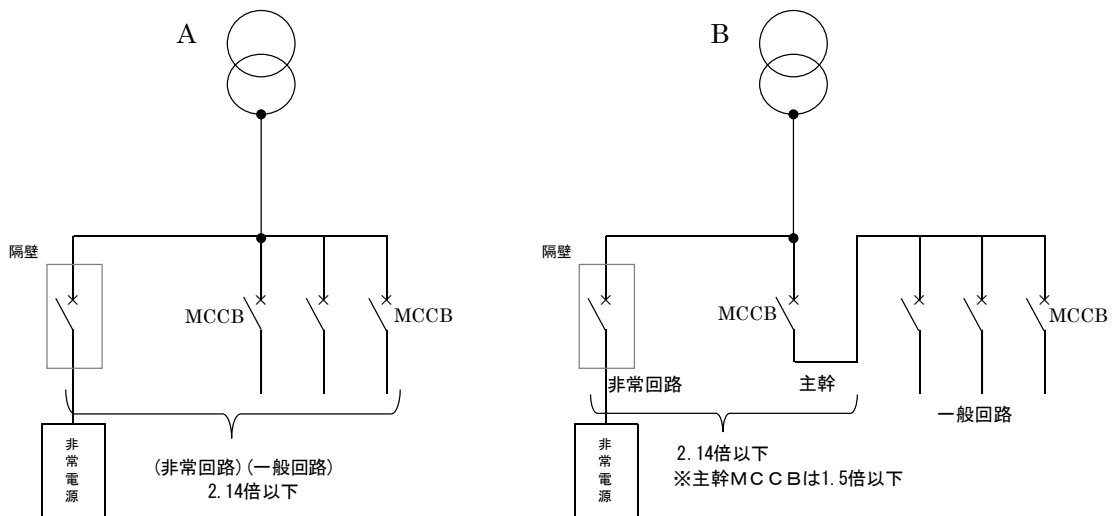 A
隔壁
MCCB
MCCB
非常電源
(非常回路)(一般回路)
2.14倍以下
B
隔壁
MCCB
MCCB
非常回路
主幹
一般回路
非常電源
2.14倍以下
※主幹MCCBは1.5倍以下